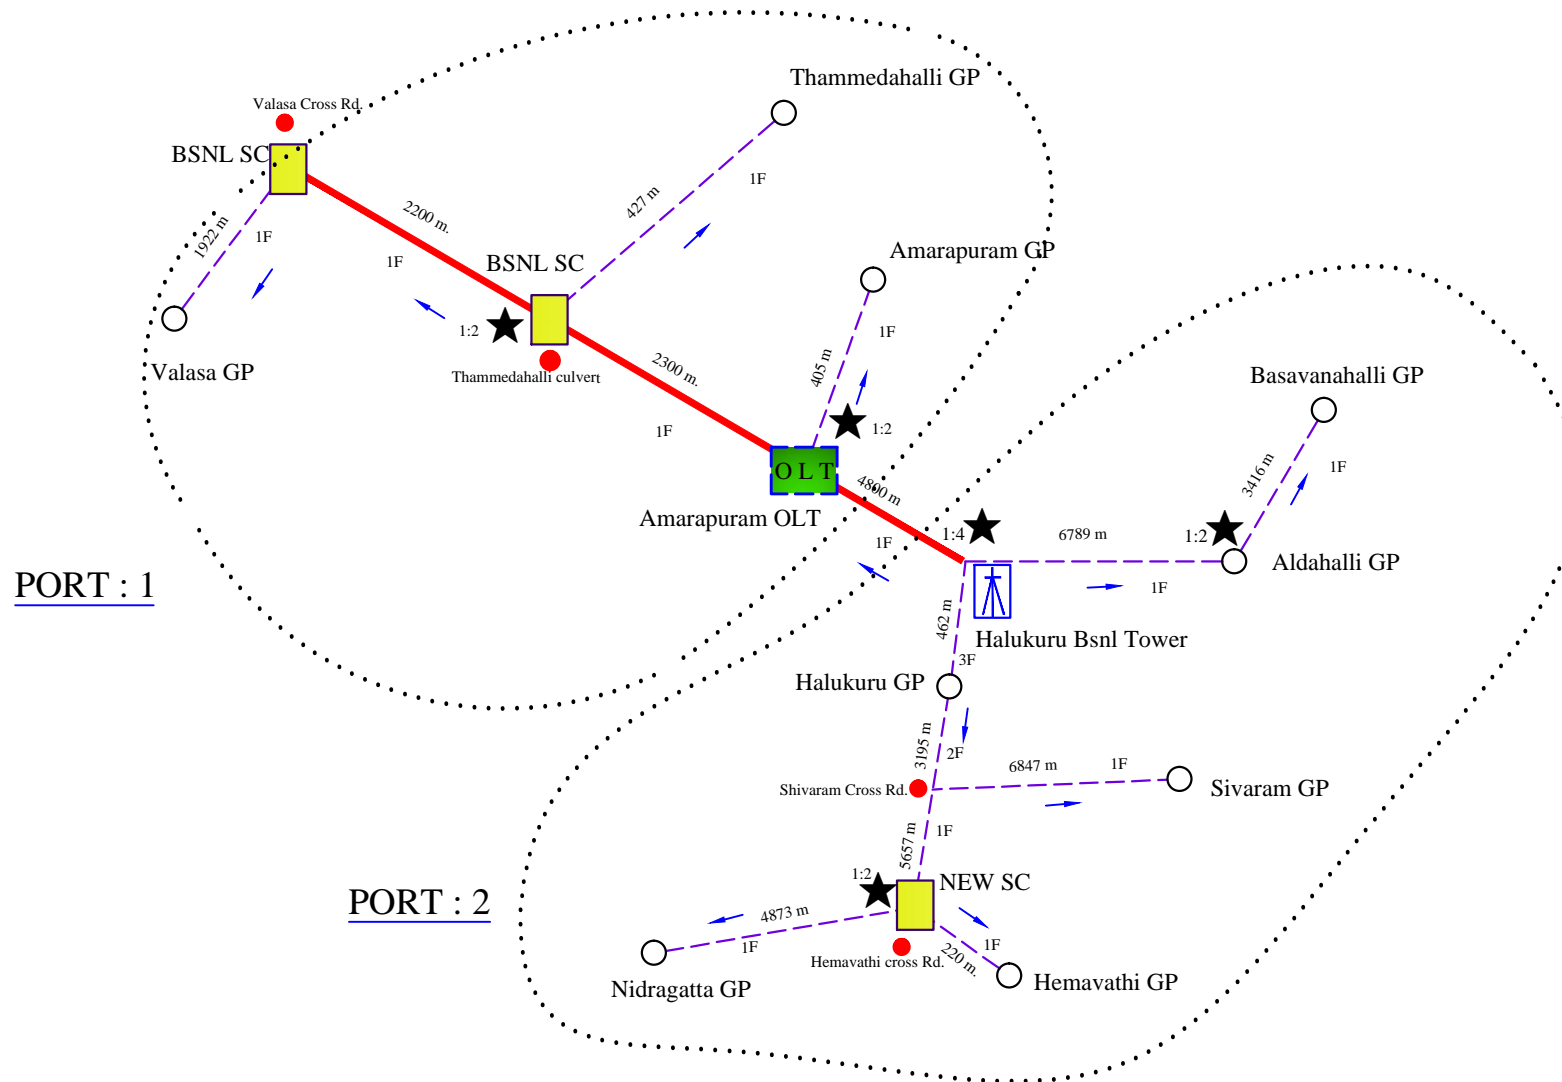 Thammedahalli GP
Valasa Cross Rd.
BSNL SC
1F
427 m
2200 m.
1922 m
1F
1F
BSNL SC
Amarapuram GP
1:2
1F
Valasa GP
2300 m.
405 m
Thammedahalli culvert
Basavanahalli GP
1F
1:2
O L T
3416 m
1F
4800 m
Amarapuram OLT
1F
1:4
6789 m
1:2
Aldahalli GP
PORT : 1
1F
462 m
Halukuru Bsnl Tower
3F
Halukuru GP
3195 m
2F
6847 m
1F
Shivaram Cross Rd.
Sivaram GP
5657 m
1F
1:2
NEW SC
PORT : 2
4873 m
1F
1F
220 m.
Hemavathi cross Rd.
Nidragatta GP
Hemavathi GP